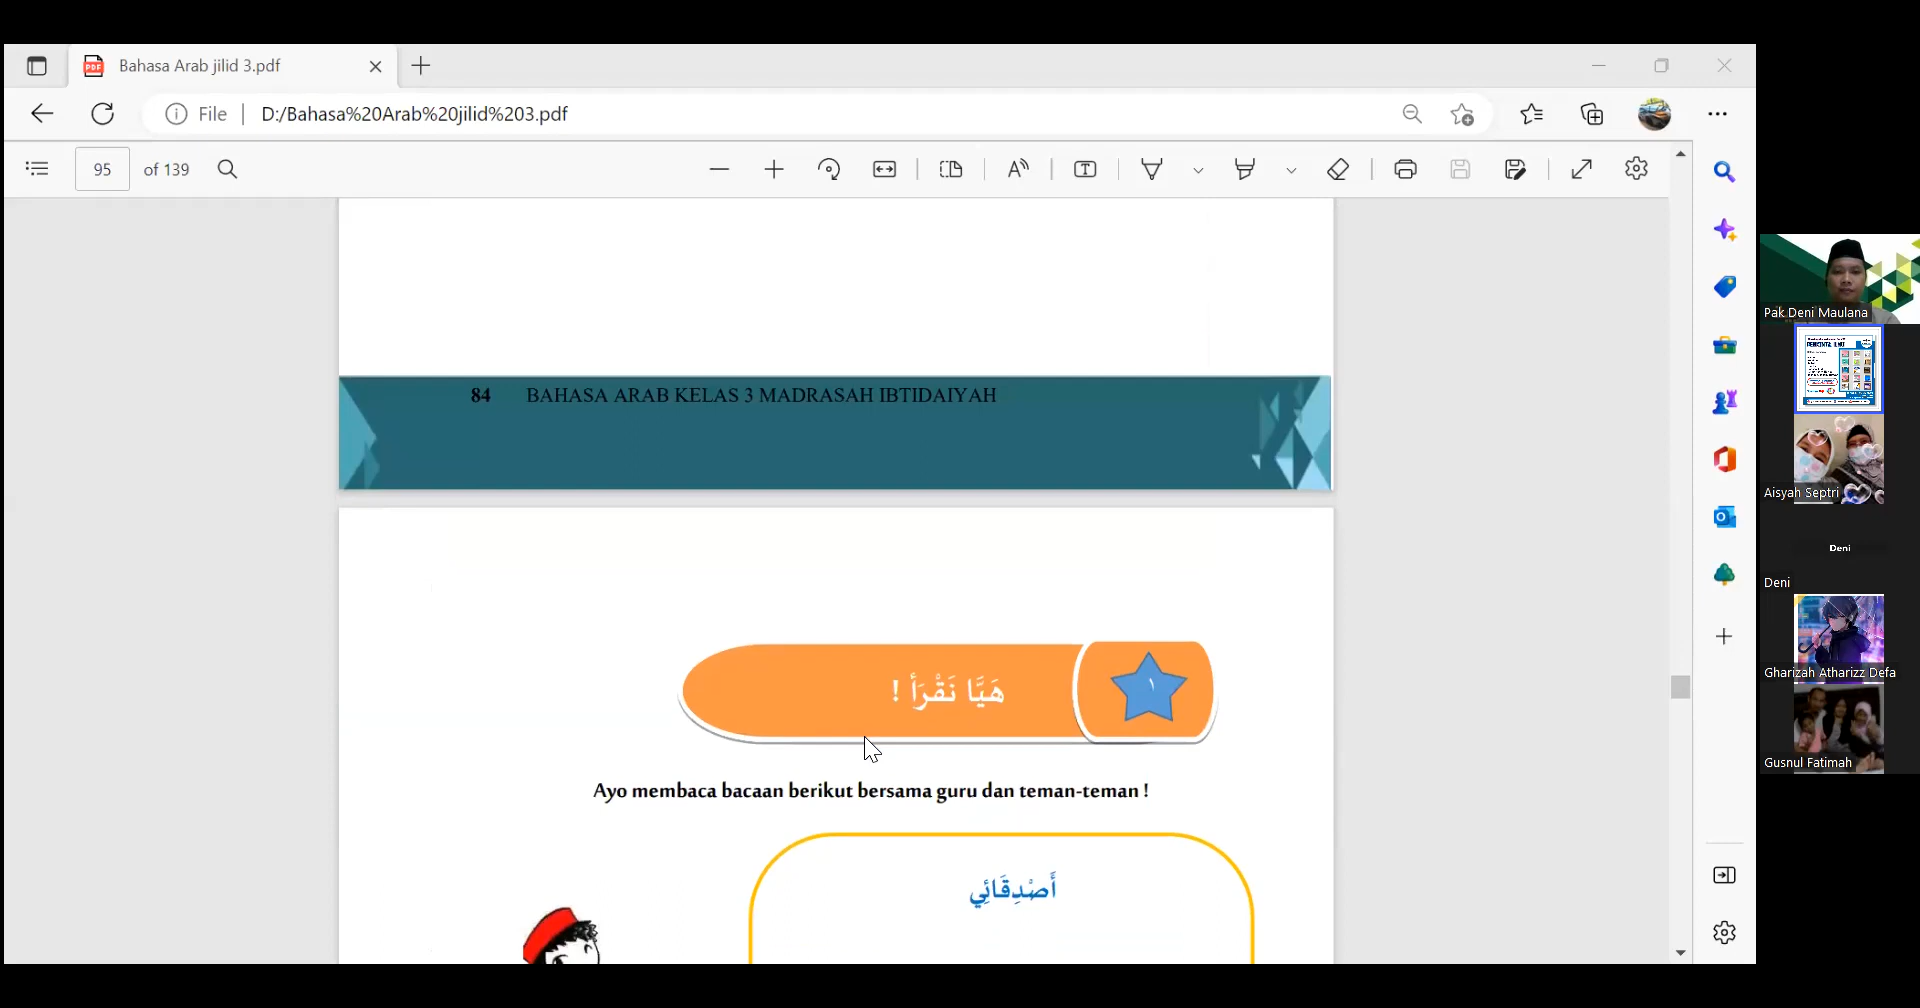 Bahasa Arab jilid 3.pdf
File
D:/Bahasa%20Arab%20jilid%203.pdf
95 of 139
84 BAHASA ARAB KELAS 3 MADRASAH IBTIDAIYAH
١
هَيَّا نَقْرَأْ !
Ayo membaca bacaan berikut bersama guru dan teman-teman !
أَصْدِقَائِي
Pak Deni Maulana
Aisyah Septri
Deni
Deni
Gharizah Atharizz Defa
Gusnul Fatimah